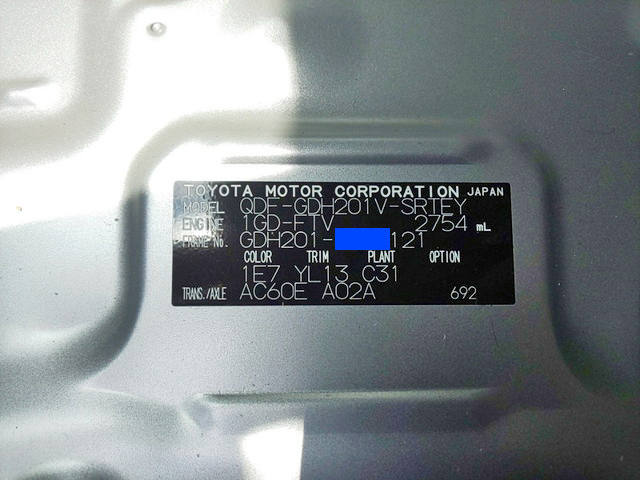 TOYOTA MOTOR CORPORATION JAPAN
MODEL QDF-GDH201V-SRTEY
ENGINE 1GD-FTV 2754 mL
FRAME No. GDH201- 121
COLOR TRIM PLANT OPTION
1E7 YL13 C31
TRANS./AXLE AC60E A02A 692